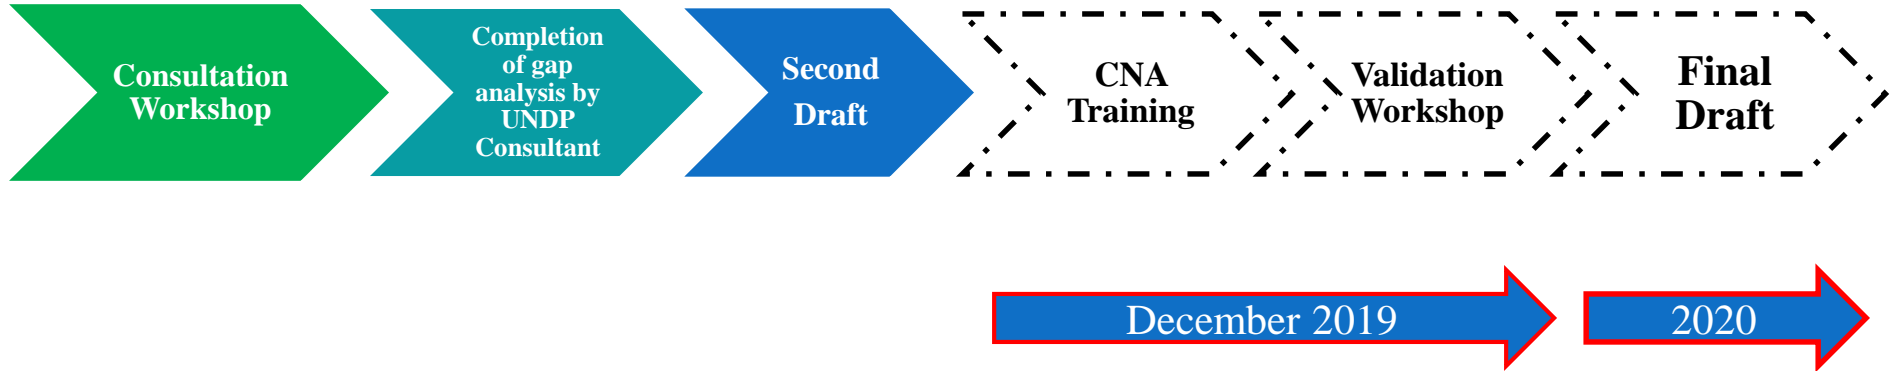 Consultation
Workshop
Completion
of gap
analysis by
UNDP
Consultant
Second
Draft
CNA
Training
Validation
Workshop
Final
Draft
December 2019
2020